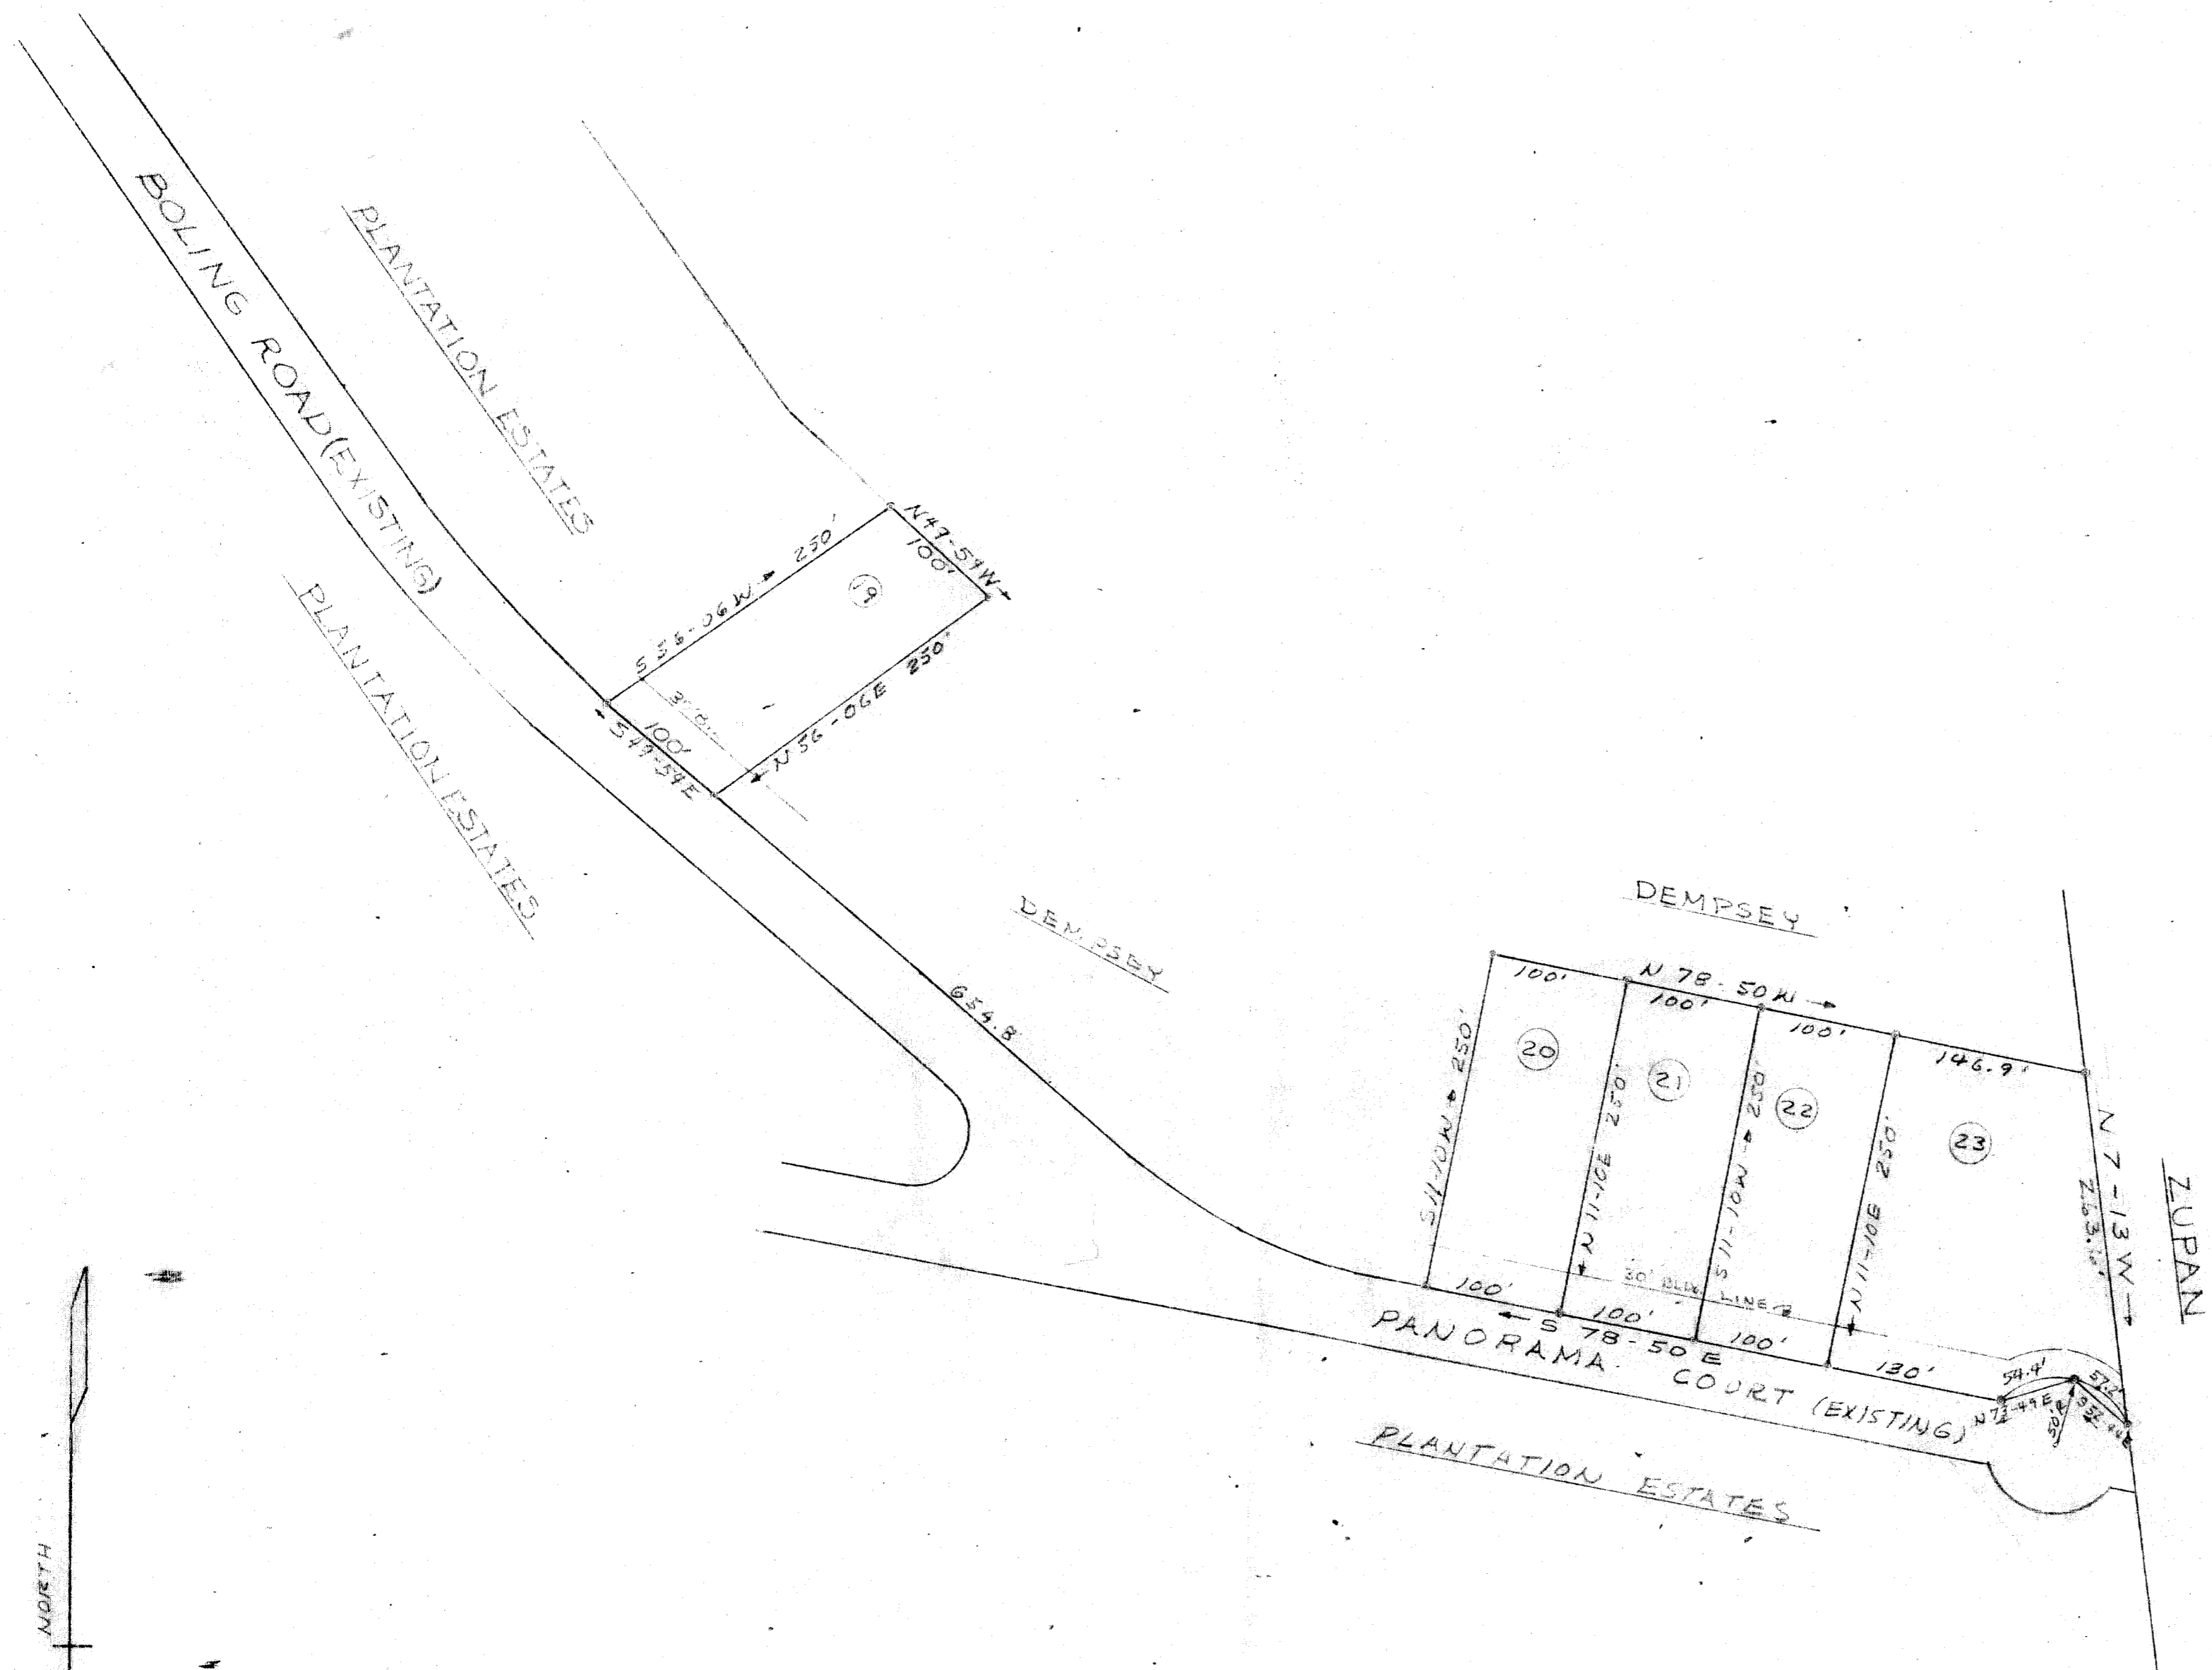 BOLING ROAD (EXISTING)
PLANTATION ESTATES
PLANTATION ESTATES
N 47-59 W
100'
S 56-06 W 250'
19
N 56-06 E 250'
100'
654.8
DEMPSEY
DEMPSEY
N 78-50 W
100'
100'
100'
146.9'
20
21
22
23
S 11-10 W 250'
N 11-10 E 250'
S 11-10 W 250'
N 11-10 E 250'
N 7-13 W
ZUPAN
30' BLDG. LINE
100'
100'
100'
130'
S 78-50 E
54.4'
57.2'
50' R
PANORAMA COURT (EXISTING)
PLANTATION ESTATES
NORTH